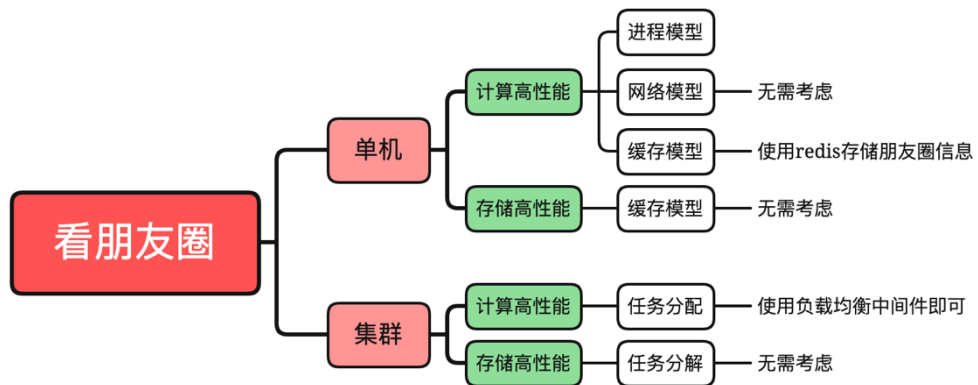 看朋友圈
单机
计算高性能
进程模型
网络模型
无需考虑
缓存模型
使用redis存储朋友圈信息
存储高性能
缓存模型
无需考虑
集群
计算高性能
任务分配
使用负载均衡中间件即可
存储高性能
任务分解
无需考虑